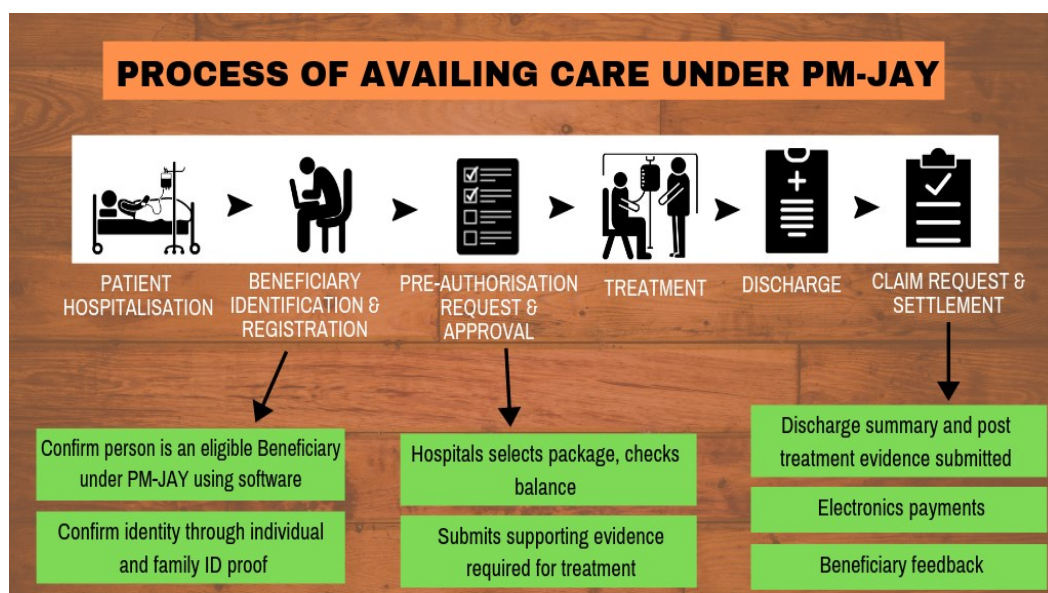 PROCESS OF AVAILING CARE UNDER PM-JAY
PATIENT
HOSPITALISATION
BENEFICIARY
IDENTIFICATION &
REGISTRATION
PRE-AUTHORISATION
REQUEST &
APPROVAL
TREATMENT
DISCHARGE
CLAIM REQUEST &
SETTLEMENT
Confirm person is an eligible Beneficiary
under PM-JAY using software
Confirm identity through individual
and family ID proof
Hospitals selects package, checks
balance
Submits supporting evidence
required for treatment
Discharge summary and post
treatment evidence submitted
Electronics payments
Beneficiary feedback